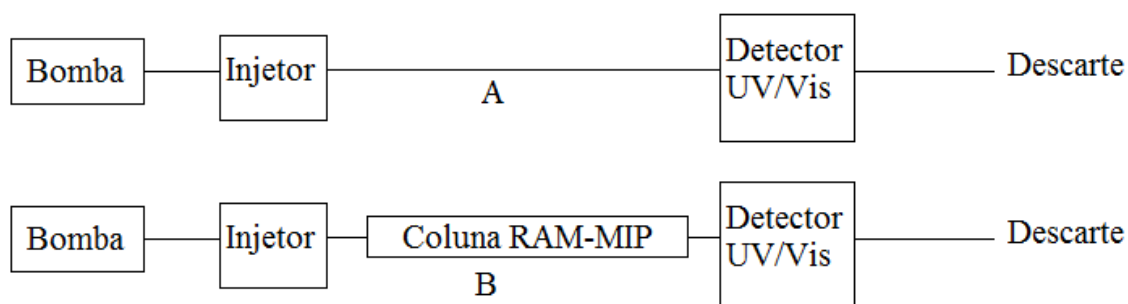 Bomba
Injetor
A
Detector
UV/Vis
Descarte
Bomba
Injetor
Coluna RAM-MIP
B
Detector
UV/Vis
Descarte